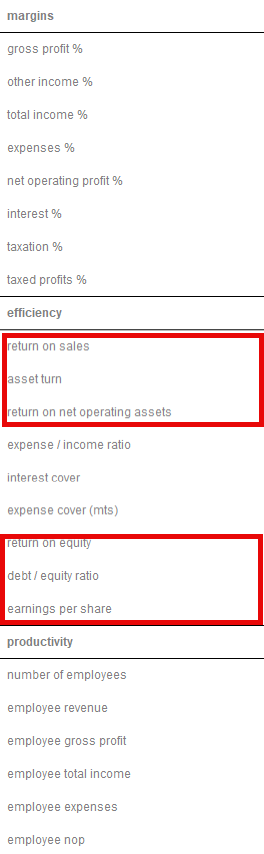 margins
gross profit %
other income %
total income %
expenses %
net operating profit %
interest %
taxation %
taxed profits %
efficiency
return on sales
asset turn
return on net operating assets
expense / income ratio
interest cover
expense cover (mts)
return on equity
debt / equity ratio
earnings per share
productivity
number of employees
employee revenue
employee gross profit
employee total income
employee expenses
employee nop